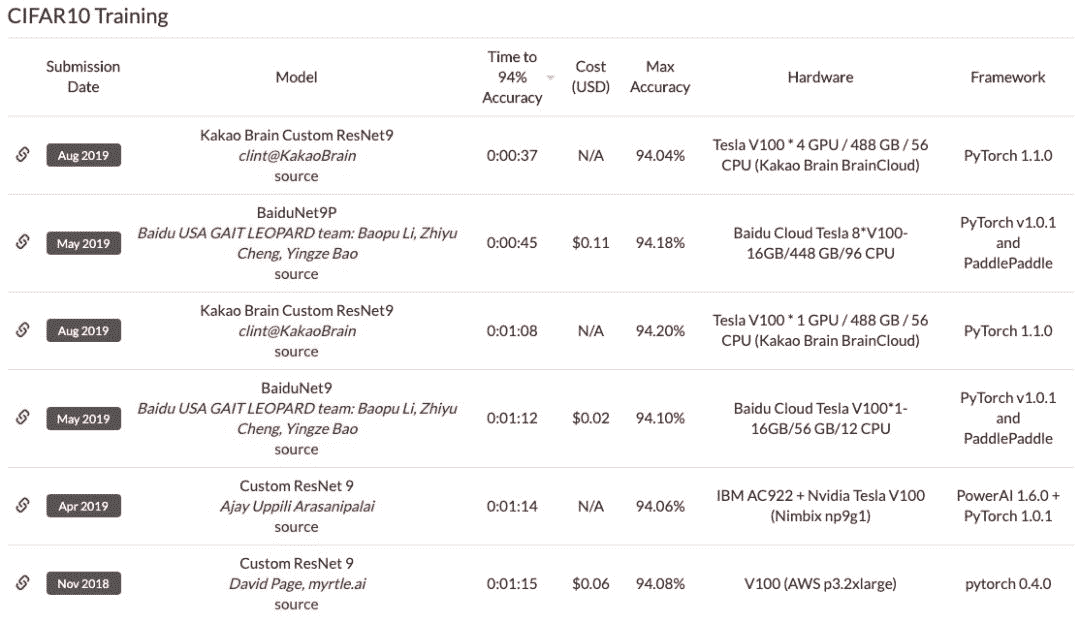 CIFAR10 Training
Submission
Date
Model
Time to
94%
Accuracy
Cost
(USD)
Max
Accuracy
Hardware
Framework
Aug 2019
Kakao Brain Custom ResNet9
clint@KakaoBrain
source
0:00:37
N/A
94.04%
Tesla V100 * 4 GPU / 488 GB / 56
CPU (Kakao Brain BrainCloud)
PyTorch 1.1.0
May 2019
BaiduNet9P
Baidu USA GAIT LEOPARD team: Baopu Li, Zhiyu
Cheng, Yingze Bao
source
0:00:45
$0.11
94.18%
Baidu Cloud Tesla 8*V100-
16GB/448 GB/96 CPU
PyTorch v1.0.1
and
PaddlePaddle
Aug 2019
Kakao Brain Custom ResNet9
clint@KakaoBrain
source
0:01:08
N/A
94.20%
Tesla V100 * 1 GPU / 488 GB / 56
CPU (Kakao Brain BrainCloud)
PyTorch 1.1.0
May 2019
BaiduNet9
Baidu USA GAIT LEOPARD team: Baopu Li, Zhiyu
Cheng, Yingze Bao
source
0:01:12
$0.02
94.10%
Baidu Cloud Tesla V100*1-
16GB/56 GB/12 CPU
PyTorch v1.0.1
and
PaddlePaddle
Apr 2019
Custom ResNet 9
Ajay Uppili Arasanipalai
source
0:01:14
N/A
94.06%
IBM AC922 + Nvidia Tesla V100
(Nimbix np9g1)
PowerAI 1.6.0 +
PyTorch 1.0.1
Nov 2018
Custom ResNet 9
David Page, myrtle.ai
source
0:01:15
$0.06
94.08%
V100 (AWS p3.2xlarge)
pytorch 0.4.0